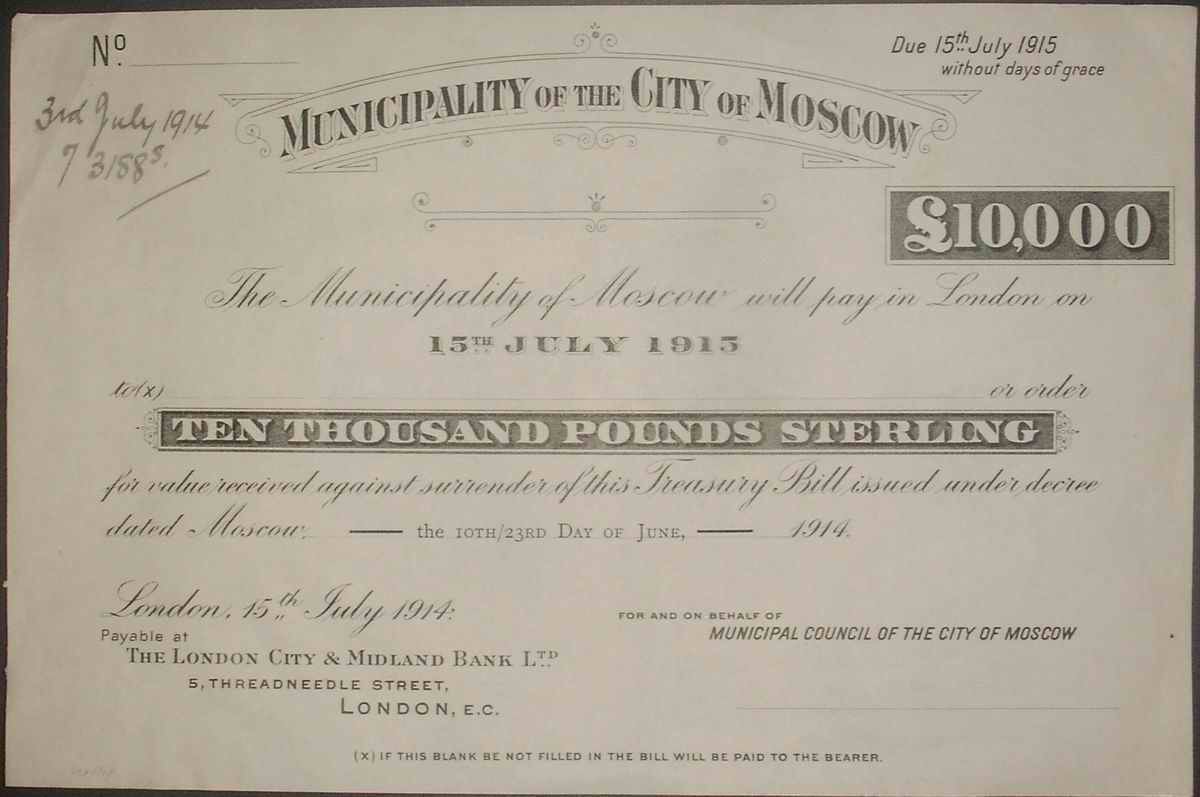 Nº
Due 15th July 1915
without days of grace
3rd July 1914
7 3188s.
MUNICIPALITY OF THE CITY OF MOSCOW
£10,000
The Municipality of Moscow will pay in London on
15TH JULY 1915
to(x) or order
TEN THOUSAND POUNDS STERLING
for value received against surrender of this Treasury Bill issued under decree
dated Moscow, — the 10TH/23RD DAY OF JUNE, — 1914.
London, 15th July 1914.
Payable at
THE LONDON CITY & MIDLAND BANK LTD
5, THREADNEEDLE STREET,
LONDON, E.C.
FOR AND ON BEHALF OF
MUNICIPAL COUNCIL OF THE CITY OF MOSCOW
(X) IF THIS BLANK BE NOT FILLED IN THE BILL WILL BE PAID TO THE BEARER.